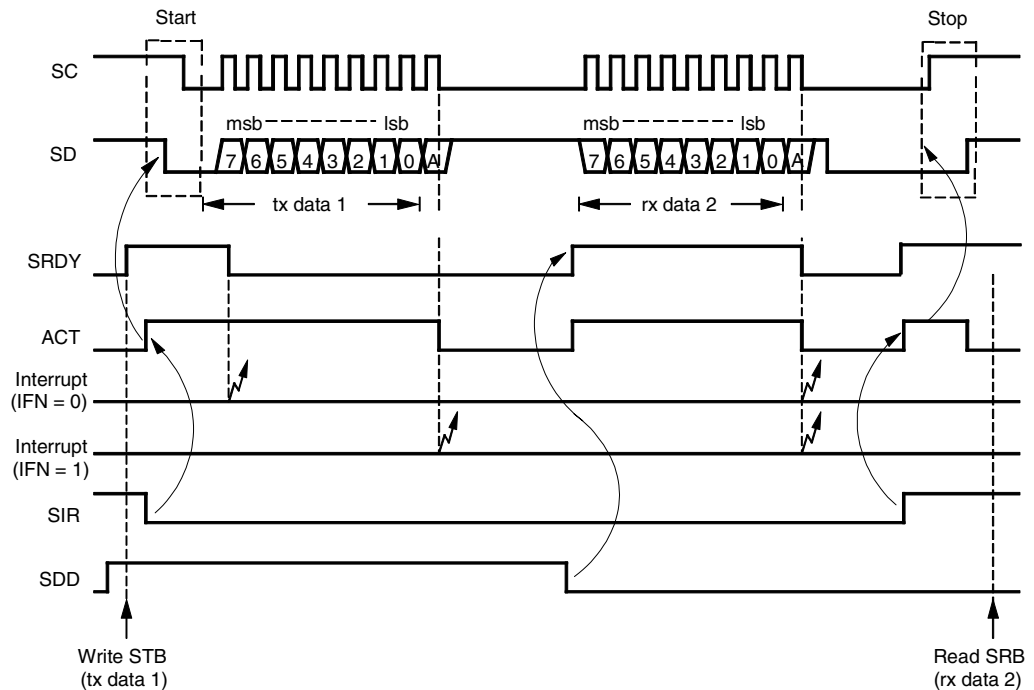 Start
Stop
SC
msb lsb
msb lsb
SD
7 6 5 4 3 2 1 0 A
7 6 5 4 3 2 1 0 A
tx data 1
rx data 2
SRDY
ACT
Interrupt
(IFN = 0)
Interrupt
(IFN = 1)
SIR
SDD
Write STB
(tx data 1)
Read SRB
(rx data 2)